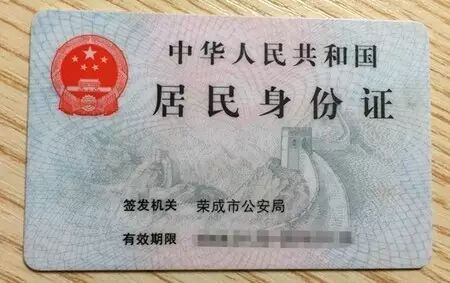 中华人民共和国
居民身份证
签发机关 荣成市公安局
有效期限